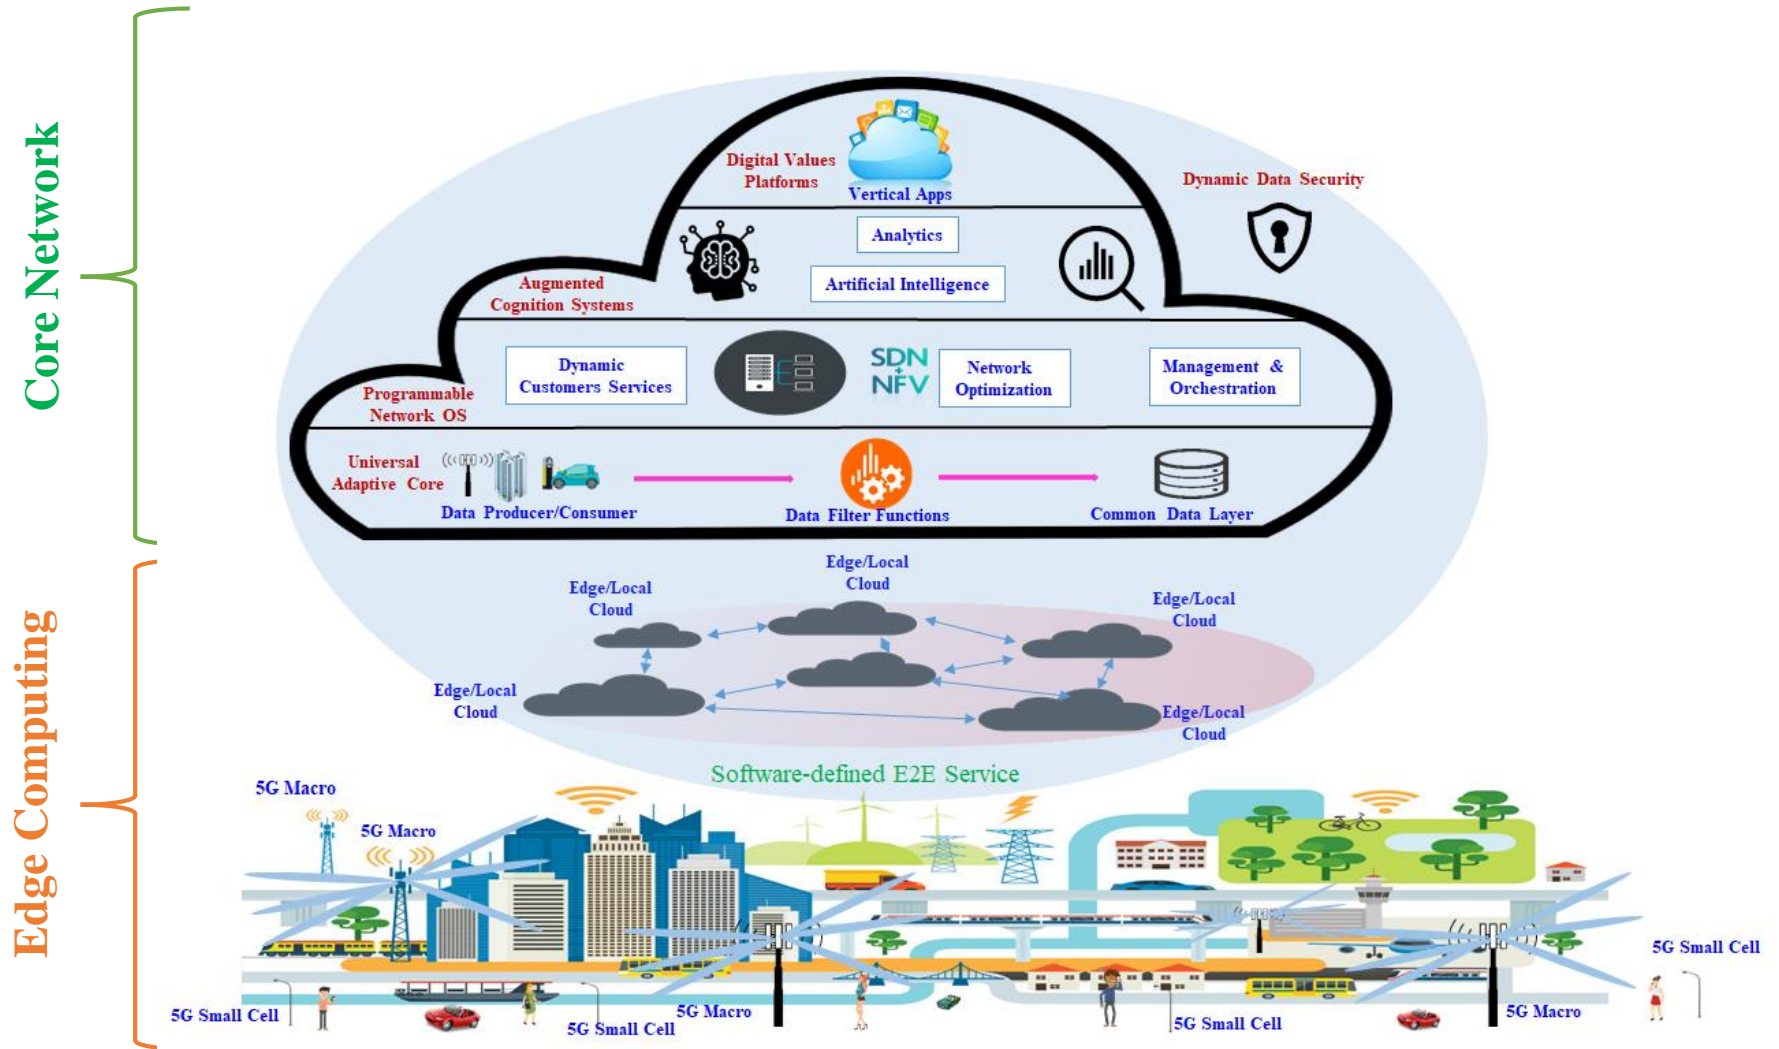 Core Network
Digital Values
Platforms
Vertical Apps
Dynamic Data Security
Analytics
Artificial Intelligence
Augmented
Cognition Systems
Dynamic
Customers Services
SDN
+
NFV
Network
Optimization
Management &
Orchestration
Programmable
Network OS
Universal
Adaptive Core
Data Producer/Consumer
Data Filter Functions
Common Data Layer
Edge Computing
Edge/Local
Cloud
Edge/Local
Cloud
Edge/Local
Cloud
Edge/Local
Cloud
Edge/Local
Cloud
Software-defined E2E Service
5G Macro
5G Macro
5G Small Cell
5G Small Cell
5G Small Cell
5G Macro
5G Small Cell
5G Macro